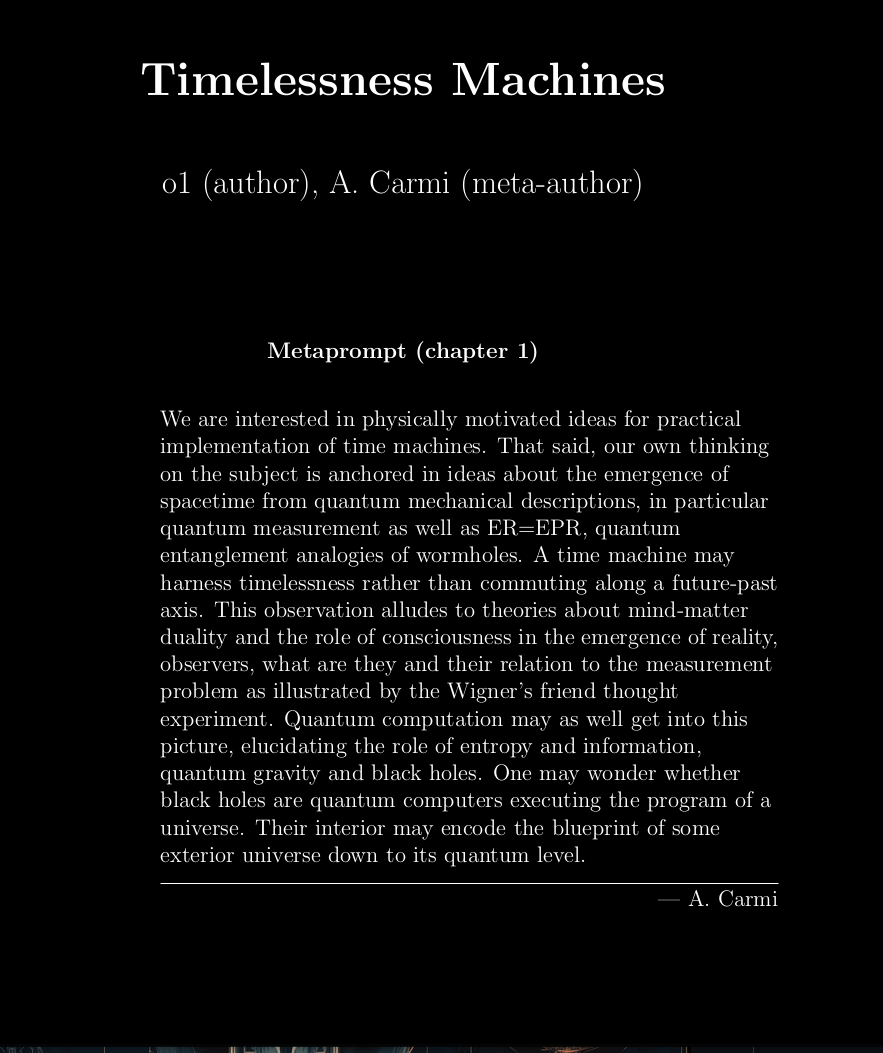 Timelessness Machines
o1 (author), A. Carmi (meta-author)
Metaprompt (chapter 1)
We are interested in physically motivated ideas for practical
implementation of time machines. That said, our own thinking
on the subject is anchored in ideas about the emergence of
spacetime from quantum mechanical descriptions, in particular
quantum measurement as well as ER=EPR, quantum
entanglement analogies of wormholes. A time machine may
harness timelessness rather than commuting along a future-past
axis. This observation alludes to theories about mind-matter
duality and the role of consciousness in the emergence of reality,
observers, what are they and their relation to the measurement
problem as illustrated by the Wigner's friend thought
experiment. Quantum computation may as well get into this
picture, elucidating the role of entropy and information,
quantum gravity and black holes. One may wonder whether
black holes are quantum computers executing the program of a
universe. Their interior may encode the blueprint of some
exterior universe down to its quantum level.
— A. Carmi